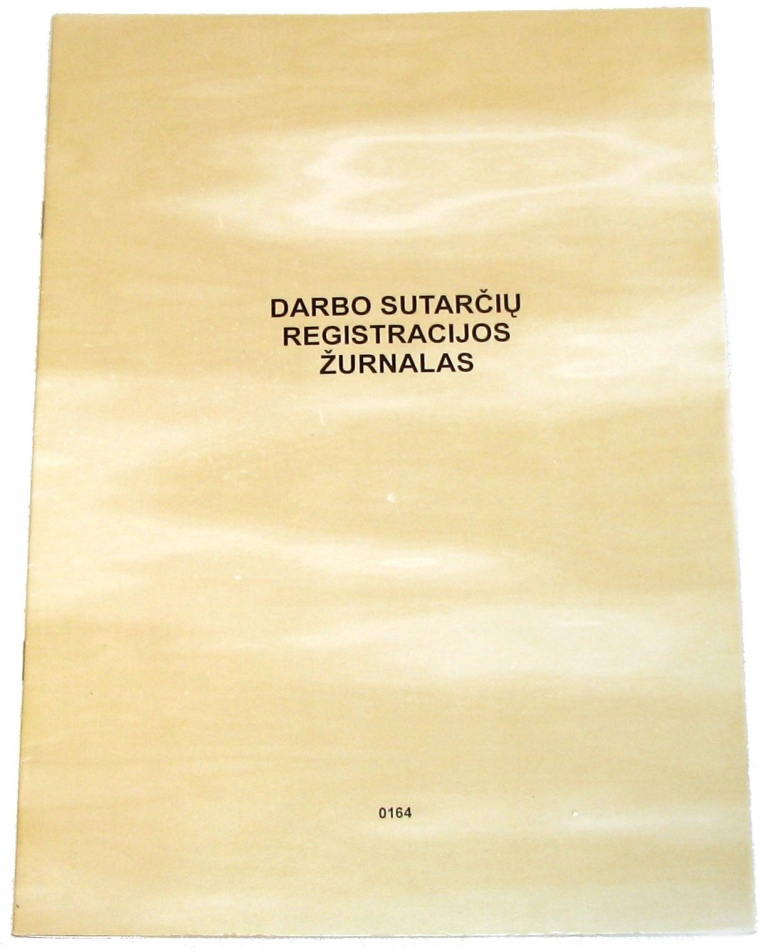 DARBO SUTARČIŲ
REGISTRACIJOS
ŽURNALAS
0164